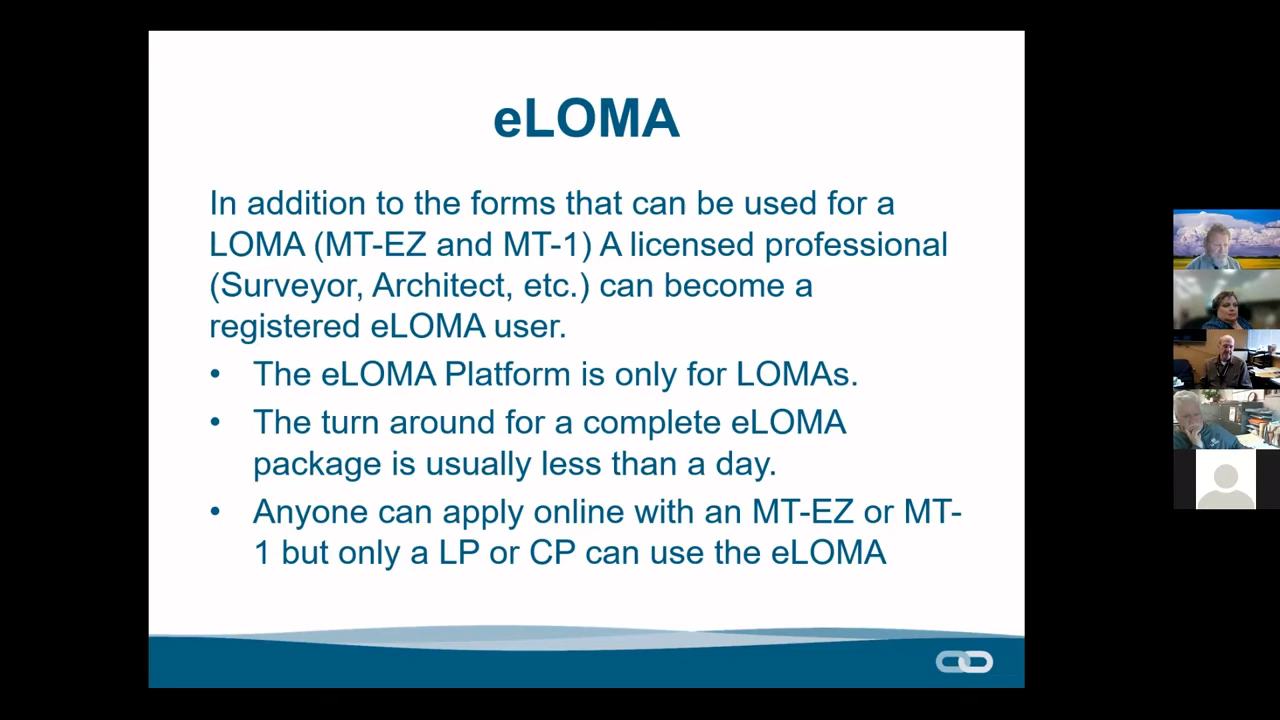 eLOMA
In addition to the forms that can be used for a
LOMA (MT-EZ and MT-1) A licensed professional
(Surveyor, Architect, etc.) can become a
registered eLOMA user.
• The eLOMA Platform is only for LOMAs.
• The turn around for a complete eLOMA
package is usually less than a day.
• Anyone can apply online with an MT-EZ or MT-
1 but only a LP or CP can use the eLOMA